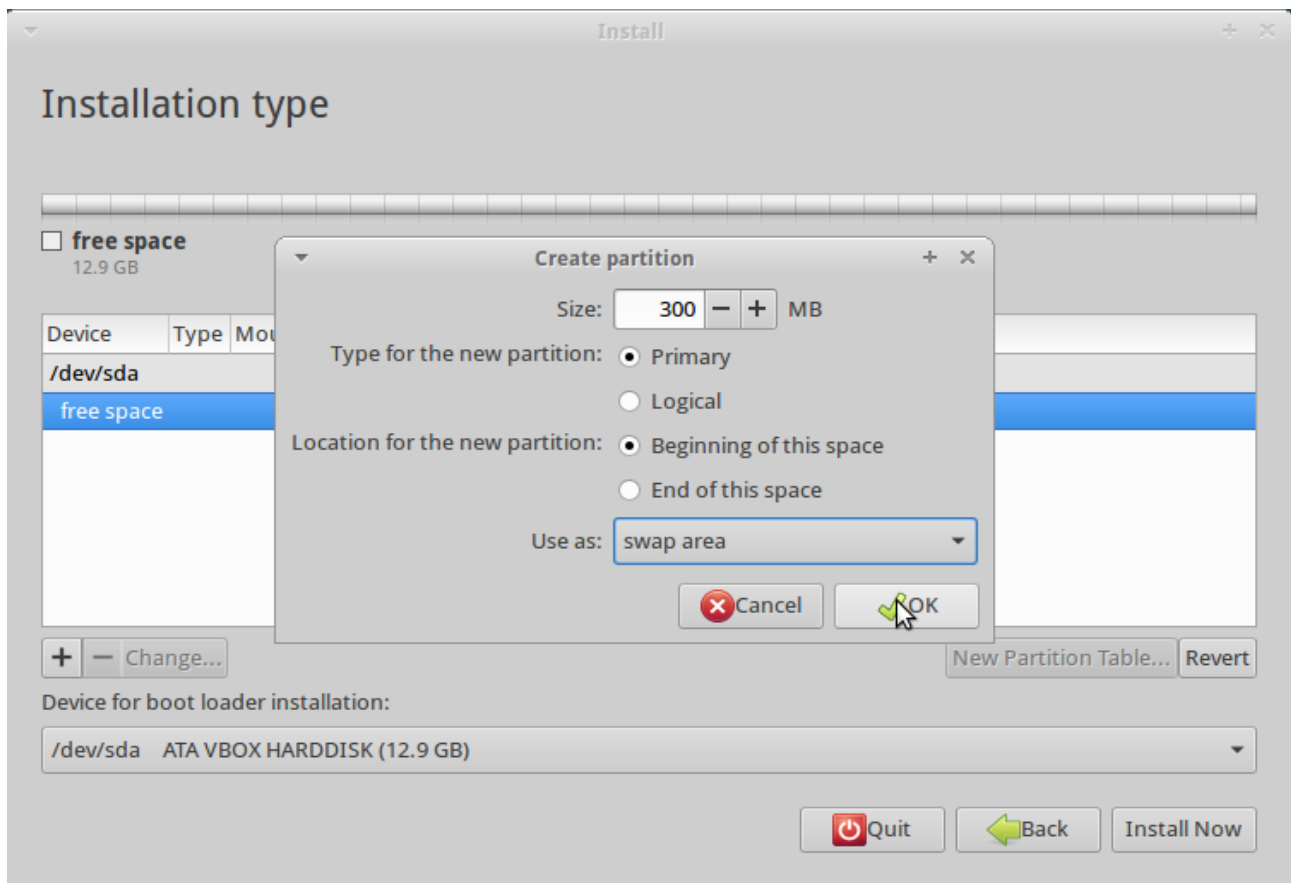 Install
Installation type
free space
12.9 GB
Create partition
Size: 300 MB
Type for the new partition: Primary
Logical
Location for the new partition: Beginning of this space
End of this space
Use as: swap area
Cancel OK
Device Type Mou
/dev/sda
free space
+ − Change... New Partition Table... Revert
Device for boot loader installation:
/dev/sda ATA VBOX HARDDISK (12.9 GB)
Quit Back Install Now